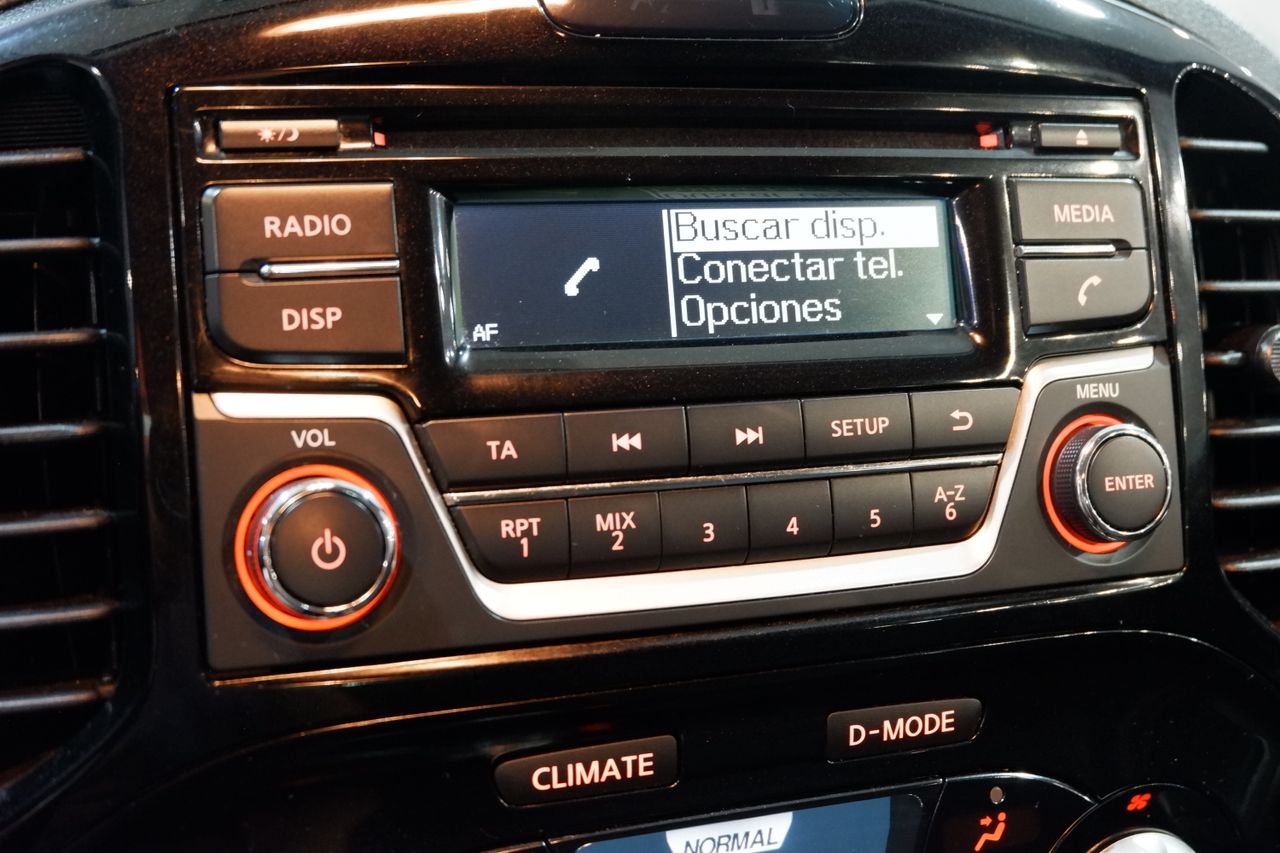 RADIO
DISP
Buscar disp.
Conectar tel.
Opciones
AF
MEDIA
VOL
MENU
TA
SETUP
ENTER
RPT
1
MIX
2
3
4
5
A-Z
6
CLIMATE
D-MODE
NORMAL